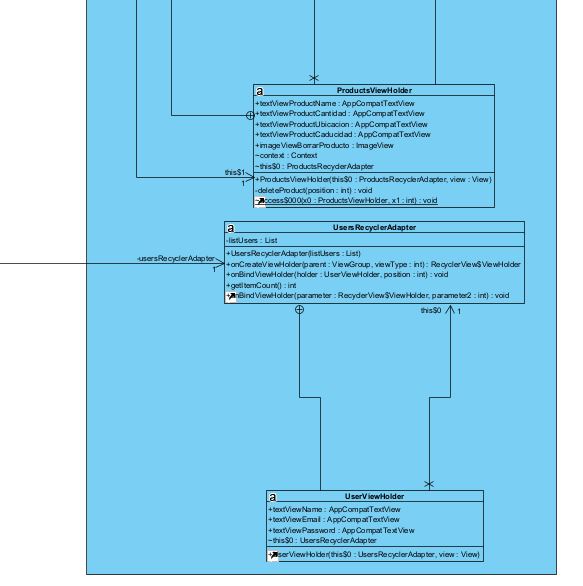 a
ProductsViewHolder
+textViewProductName : AppCompatTextView
+textViewProductCantidad : AppCompatTextView
+textViewProductUbicacion : AppCompatTextView
+textViewProductCaducidad : AppCompatTextView
+imageViewBorrarProducto : ImageView
~context : Context
~this$0 : ProductsRecyclerAdapter
this$1
1
+ProductsViewHolder(this$0 : ProductsRecyclerAdapter, view : View)
-deleteProduct(position : int) : void
access$000(x0 : ProductsViewHolder, x1 : int) : void
a
UsersRecyclerAdapter
-listUsers : List
+UsersRecyclerAdapter(listUsers : List)
-usersRecyclerAdapter
1
+onCreateViewHolder(parent : ViewGroup, viewType : int) : RecyclerView$ViewHolder
+onBindViewHolder(holder : UserViewHolder, position : int) : void
+getItemCount() : int
+onBindViewHolder(parameter : RecyclerView$ViewHolder, parameter2 : int) : void
this$0
1
a
UserViewHolder
+textViewName : AppCompatTextView
+textViewEmail : AppCompatTextView
+textViewPassword : AppCompatTextView
~this$0 : UsersRecyclerAdapter
+UserViewHolder(this$0 : UsersRecyclerAdapter, view : View)